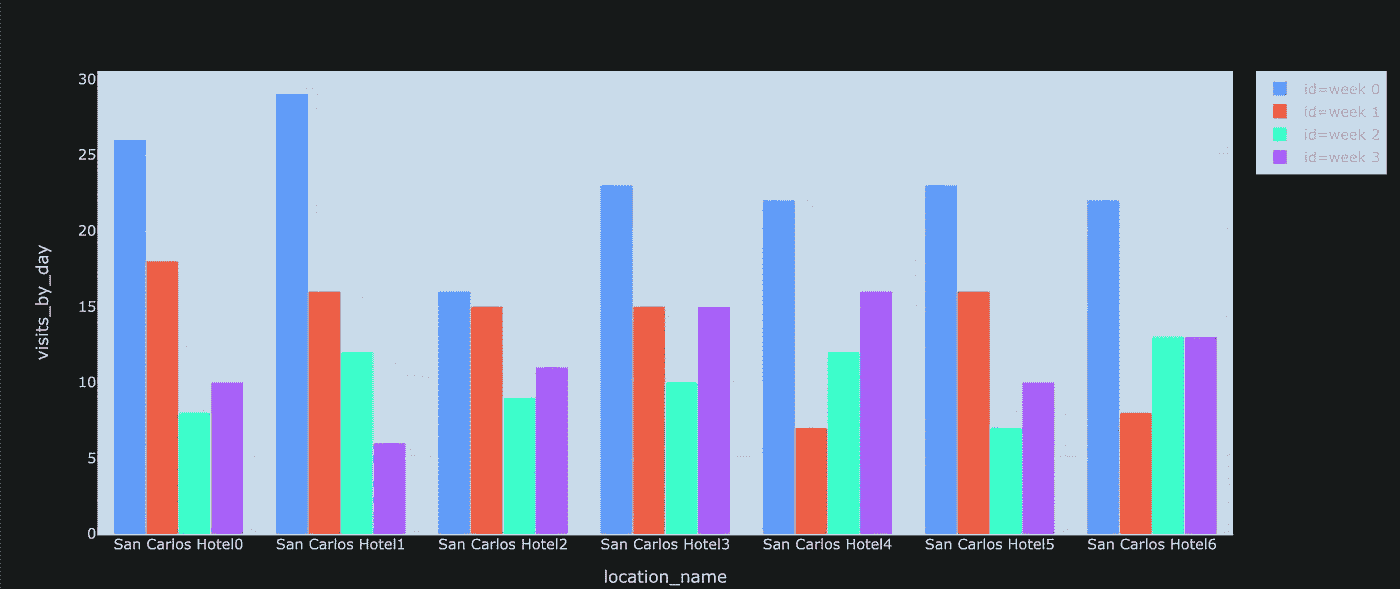 30
25
20
15
10
5
0
visits_by_day
San Carlos Hotel0 San Carlos Hotel1 San Carlos Hotel2 San Carlos Hotel3 San Carlos Hotel4 San Carlos Hotel5 San Carlos Hotel6
location_name
id=week 0
id=week 1
id=week 2
id=week 3